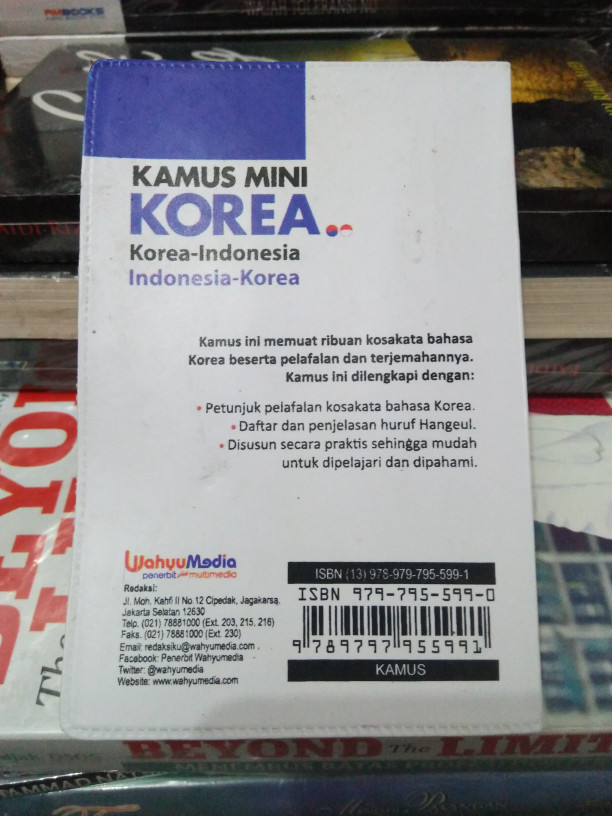 RMBOOKS
WAJAH TOLERANSI NU
KAMUS MINI
KOREA
Korea-Indonesia
Indonesia-Korea
Kamus ini memuat ribuan kosakata bahasa
Korea beserta pelafalan dan terjemahannya.
Kamus ini dilengkapi dengan:
• Petunjuk pelafalan kosakata bahasa Korea.
• Daftar dan penjelasan huruf Hangeul.
• Disusun secara praktis sehingga mudah
untuk dipelajari dan dipahami.
WahyuMedia
penerbit multimedia
Redaksi:
Jl. Moh. Kahfi II No 12 Cipedak, Jagakarsa,
Jakarta Selatan 12630
Telp. (021) 78881000 (Ext. 203, 215, 216)
Faks. (021) 78881000 (Ext. 230)
Email: redaksiku@wahyumedia.com
Facebook: Penerbit Wahyumedia
Twitter: @wahyumedia
Website: www.wahyumedia.com
ISBN (13) 978-979-795-599-1
ISBN 979-795-599-0
9 789797 955991
KAMUS
BEYOND The LIMIT